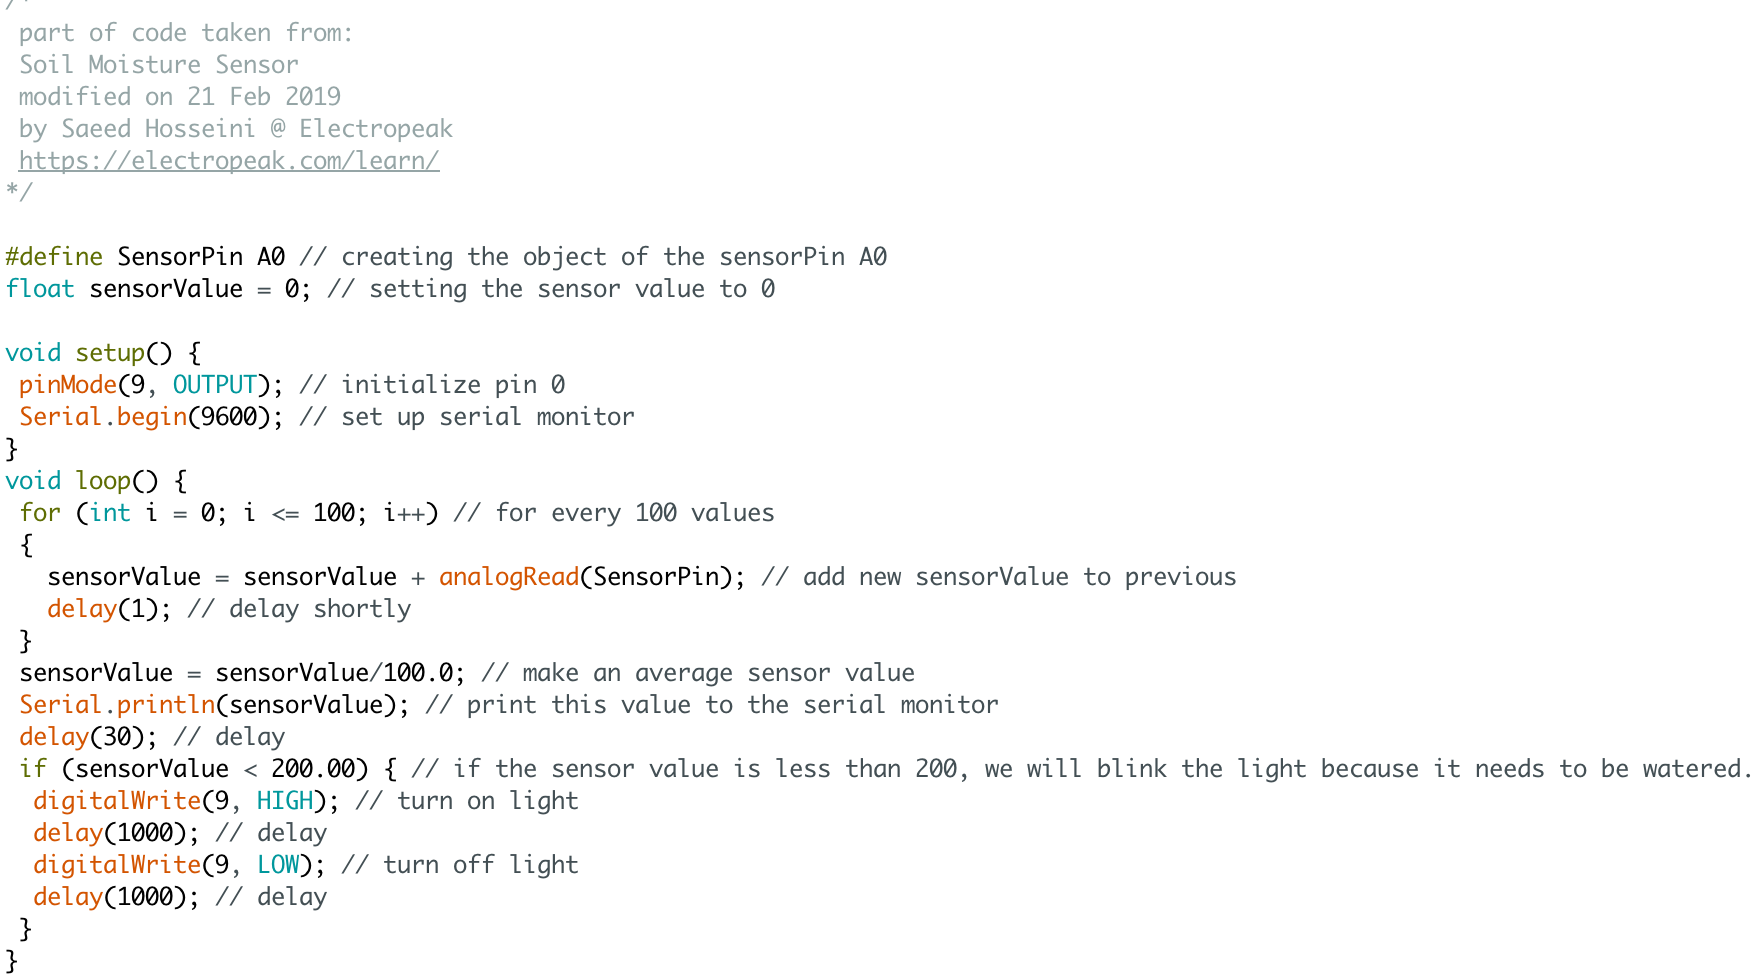 /*
part of code taken from:
Soil Moisture Sensor
modified on 21 Feb 2019
by Saeed Hosseini @ Electropeak
https://electropeak.com/learn/
*/
#define SensorPin A0 // creating the object of the sensorPin A0
float sensorValue = 0; // setting the sensor value to 0
void setup() {
pinMode(9, OUTPUT); // initialize pin 0
Serial.begin(9600); // set up serial monitor
}
void loop() {
for (int i = 0; i <= 100; i++) // for every 100 values
{
sensorValue = sensorValue + analogRead(SensorPin); // add new sensorValue to previous
delay(1); // delay shortly
}
sensorValue = sensorValue/100.0; // make an average sensor value
Serial.println(sensorValue); // print this value to the serial monitor
delay(30); // delay
if (sensorValue < 200.00) { // if the sensor value is less than 200, we will blink the light because it needs to be watered.
digitalWrite(9, HIGH); // turn on light
delay(1000); // delay
digitalWrite(9, LOW); // turn off light
delay(1000); // delay
}
}